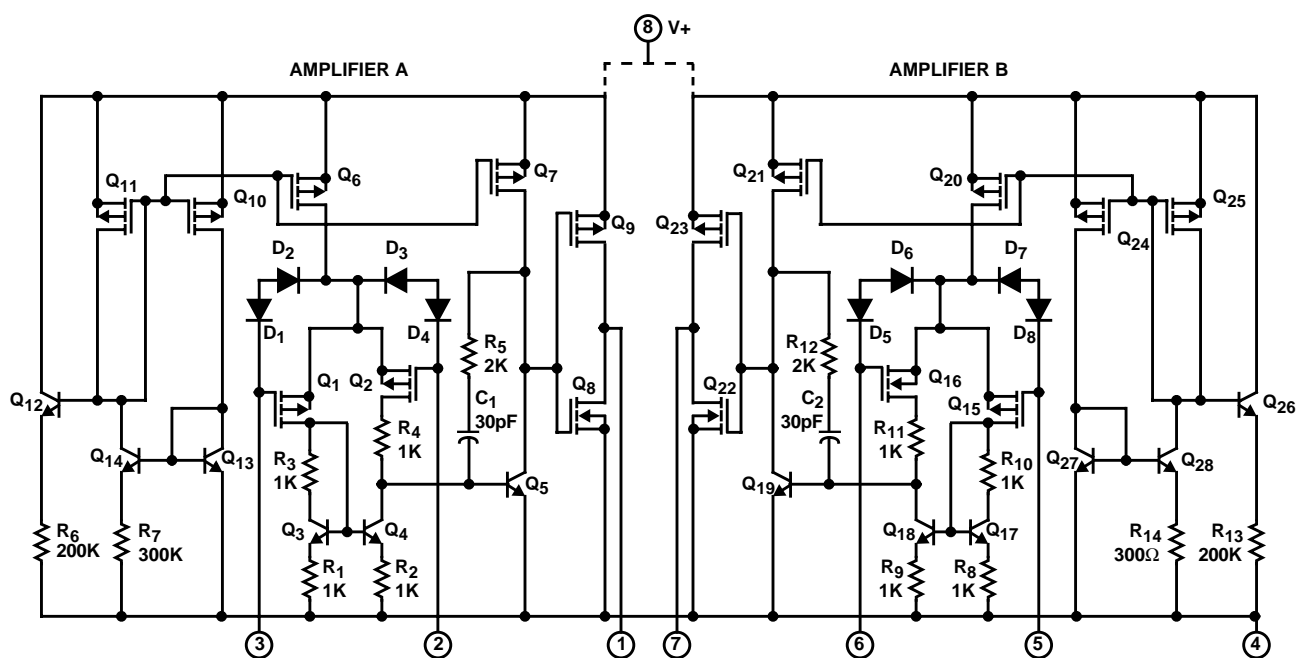 8 V+
AMPLIFIER A
AMPLIFIER B
Q11
Q10
Q6
Q7
Q9
Q21
Q23
Q20
Q24
Q25
D2
D3
D1
D4
D6
D7
D5
D8
R5
2K
C1
30pF
R12
2K
C2
30pF
Q12
Q1
Q2
Q8
Q22
Q16
Q15
Q26
R4
1K
R3
1K
R11
1K
R10
1K
Q14
Q13
Q5
Q19
Q27
Q28
Q3
Q4
Q18
Q17
R6
200K
R7
300K
R1
1K
R2
1K
R9
1K
R8
1K
R14
300Ω
R13
200K
3
2
1
7
6
5
4